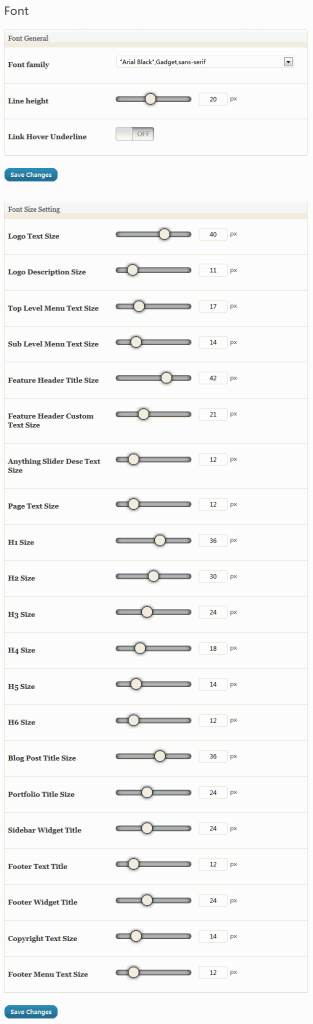 Font
Font General
Font family
"Arial Black",Gadget,sans-serif
Line height
20 px
Link Hover Underline
OFF
Save Changes
Font Size Setting
Logo Text Size
40 px
Logo Description Size
11 px
Top Level Menu Text Size
17 px
Sub Level Menu Text Size
14 px
Feature Header Title Size
42 px
Feature Header Custom
Text Size
21 px
Anything Slider Desc Text
Size
12 px
Page Text Size
12 px
H1 Size
36 px
H2 Size
30 px
H3 Size
24 px
H4 Size
18 px
H5 Size
14 px
H6 Size
12 px
Blog Post Title Size
36 px
Portfolio Title Size
24 px
Sidebar Widget Title
24 px
Footer Text Title
12 px
Footer Widget Title
24 px
Copyright Text Size
14 px
Footer Menu Text Size
12 px
Save Changes